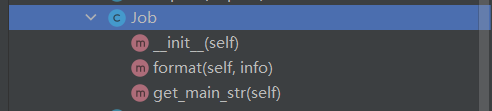 Job
__init__(self)
format(self, info)
get_main_str(self)